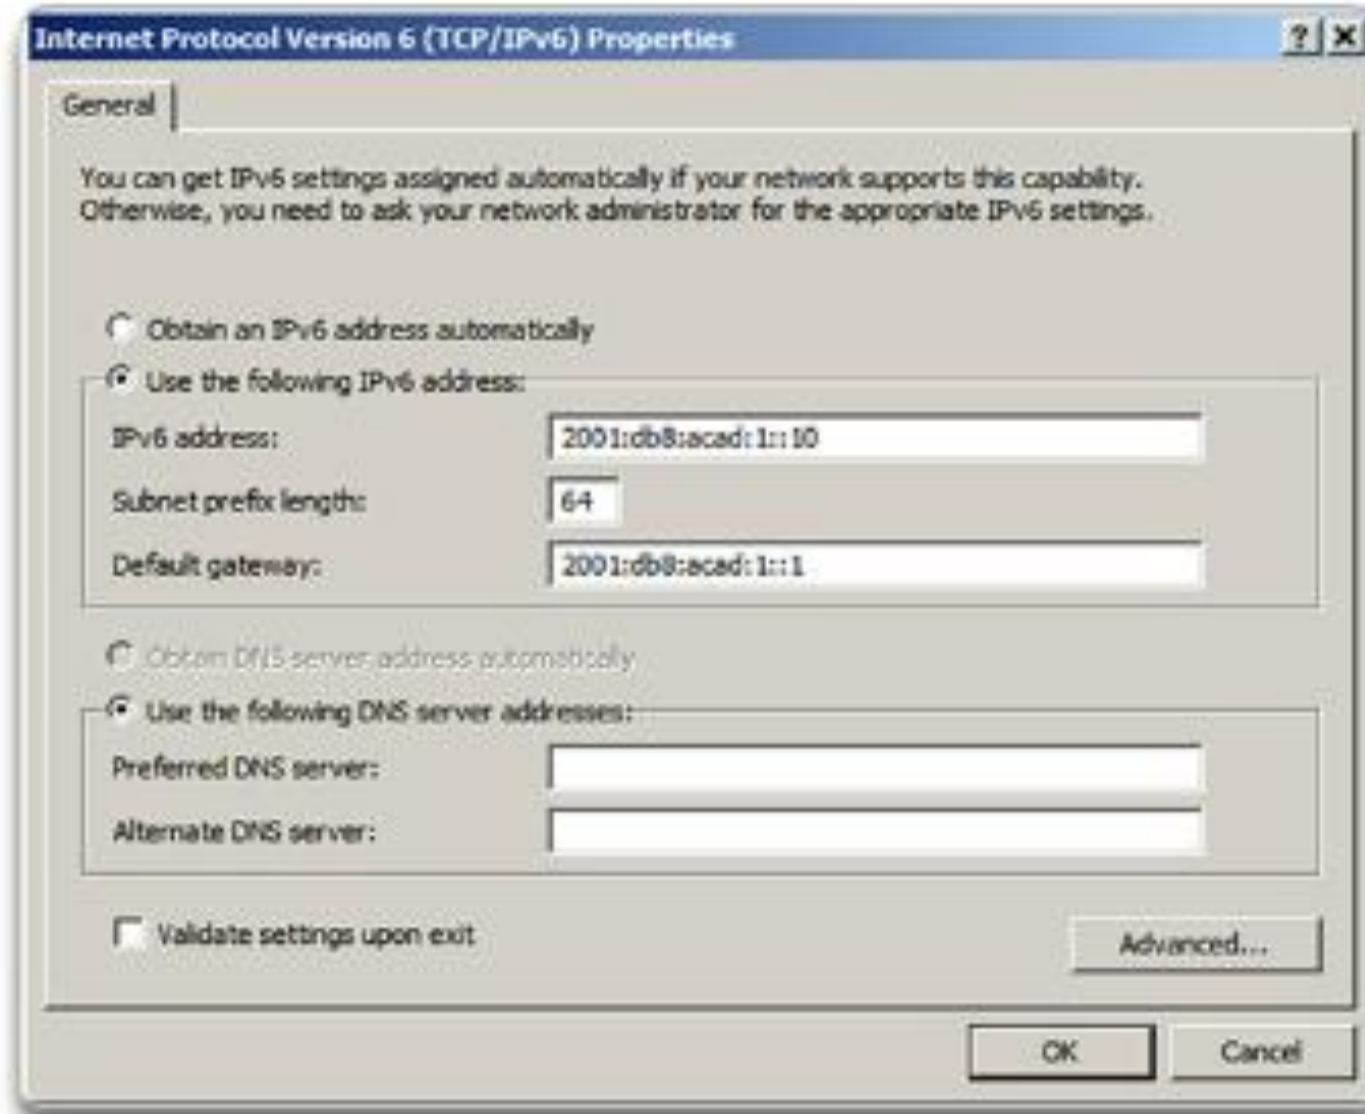 Internet Protocol Version 6 (TCP/IPv6) Properties
General
You can get IPv6 settings assigned automatically if your network supports this capability.
Otherwise, you need to ask your network administrator for the appropriate IPv6 settings.
Obtain an IPv6 address automatically
Use the following IPv6 address:
IPv6 address: 2001:db8:acad:1::10
Subnet prefix length: 64
Default gateway: 2001:db8:acad:1::1
Obtain DNS server address automatically
Use the following DNS server addresses:
Preferred DNS server:
Alternate DNS server:
Validate settings upon exit
Advanced...
OK Cancel